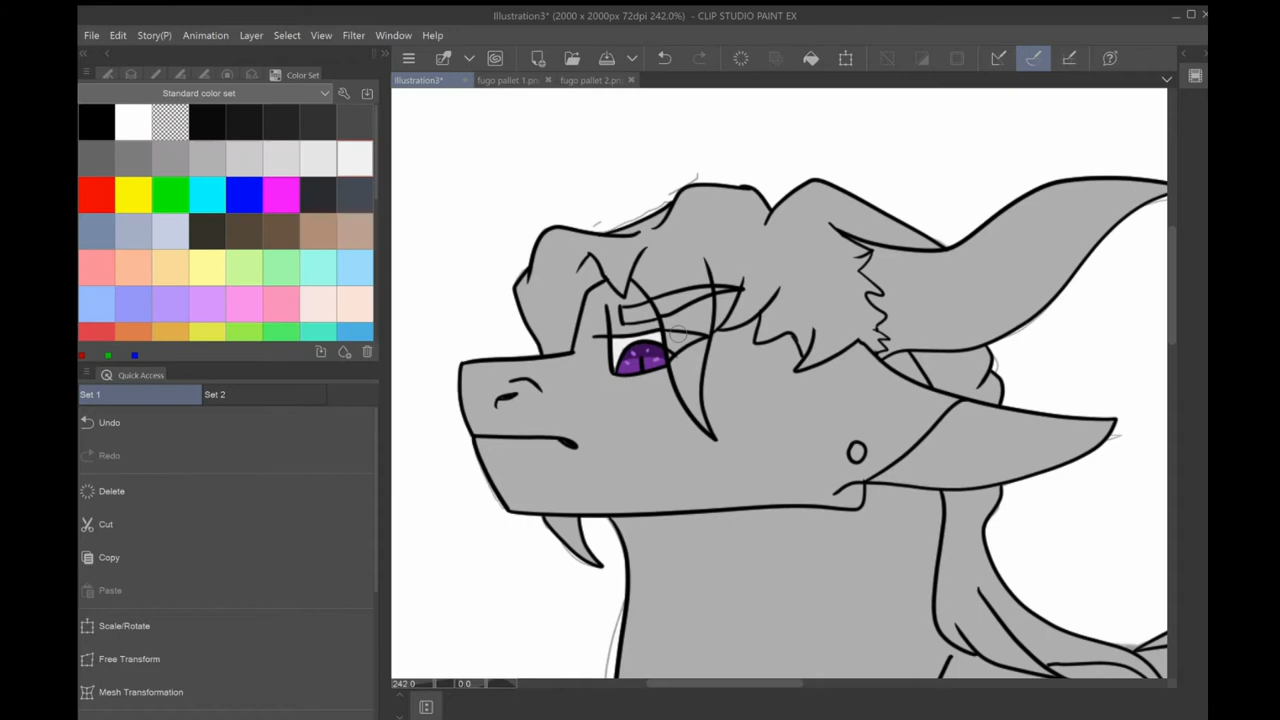 Illustration3* (2000 x 2000px 72dpi 242.0%) - CLIP STUDIO PAINT EX
File Edit Story(P) Animation Layer Select View Filter Window Help
Color Set
Illustration3* fugo pallet 1.pn fugo pallet 2.pn
Standard color set
Quick Access
Set 1 Set 2
Undo
Redo
Delete
Cut
Copy
Paste
Scale/Rotate
Free Transform
Mesh Transformation
242.0 0.0